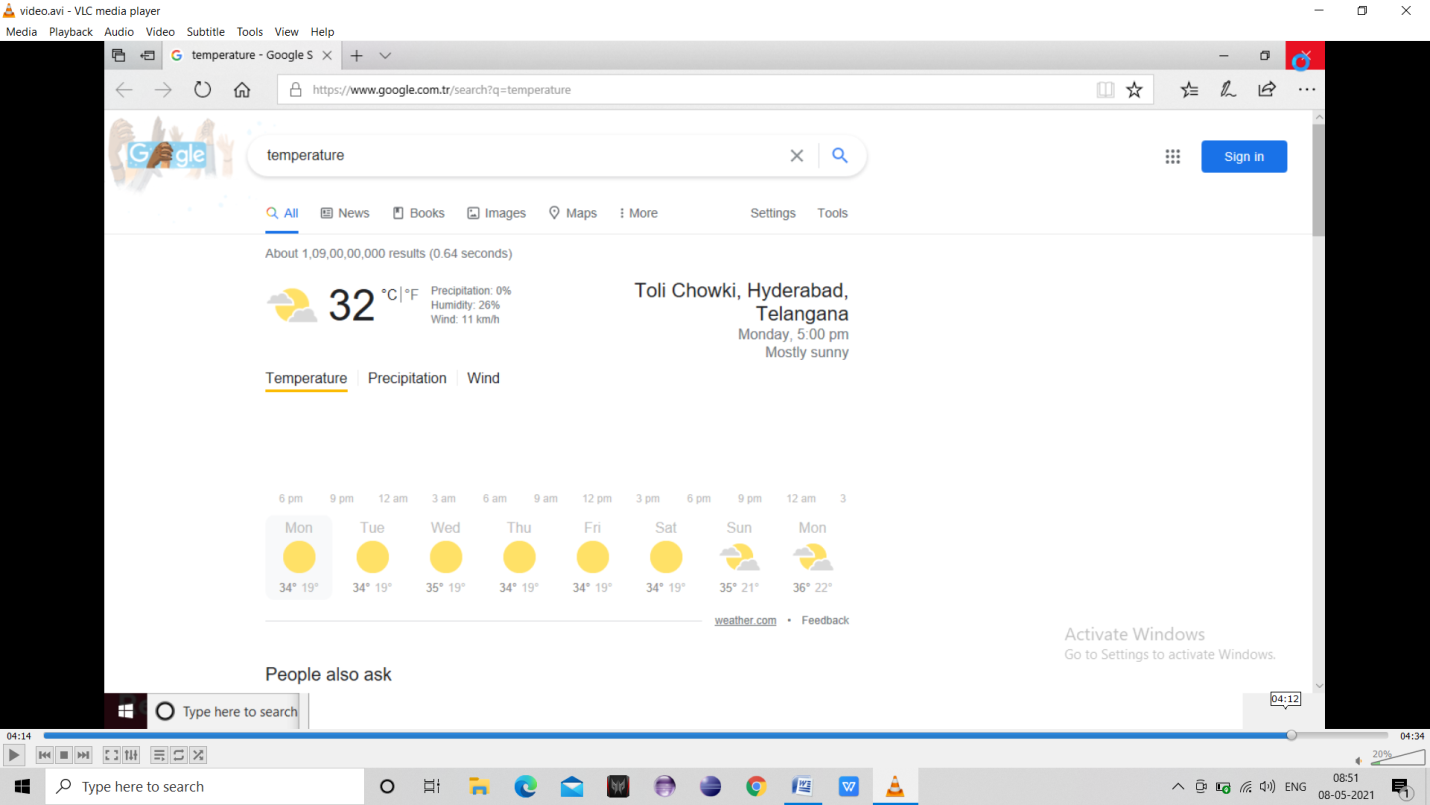 video.avi - VLC media player
Media Playback Audio Video Subtitle Tools View Help
temperature - Google S
https://www.google.com.tr/search?q=temperature
G gle
temperature
Sign in
All News Books Images Maps More Settings Tools
About 1,09,00,00,000 results (0.64 seconds)
32 °C | °F
Precipitation: 0%
Humidity: 26%
Wind: 11 km/h
Toli Chowki, Hyderabad,
Telangana
Monday, 5:00 pm
Mostly sunny
Temperature Precipitation Wind
6 pm 9 pm 12 am 3 am 6 am 9 am 12 pm 3 pm 6 pm 9 pm 12 am 3
Mon Tue Wed Thu Fri Sat Sun Mon
34° 19° 34° 19° 35° 19° 34° 19° 34° 19° 34° 19° 35° 21° 36° 22°
weather.com • Feedback
Activate Windows
Go to Settings to activate Windows.
People also ask
Type here to search
04:12
04:14 04:34
20%
Type here to search
W
ENG
08:51
08-05-2021
1